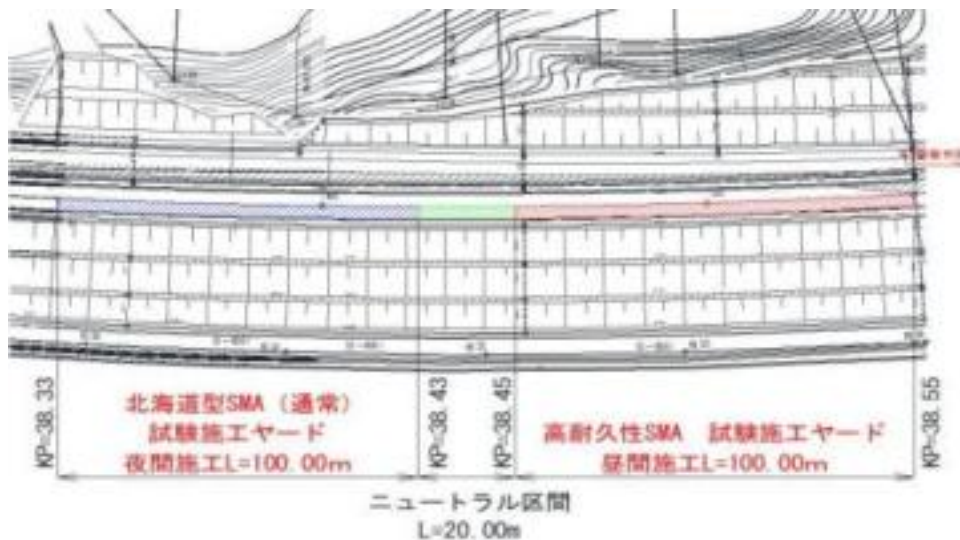 KP=38.33
北海道型SMA（通常）
試験施工ヤード
夜間施工L=100.00m
KP=38.43
KP=38.45
高耐久性SMA 試験施工ヤード
昼間施工L=100.00m
KP=38.55
ニュートラル区間
L=20.00m